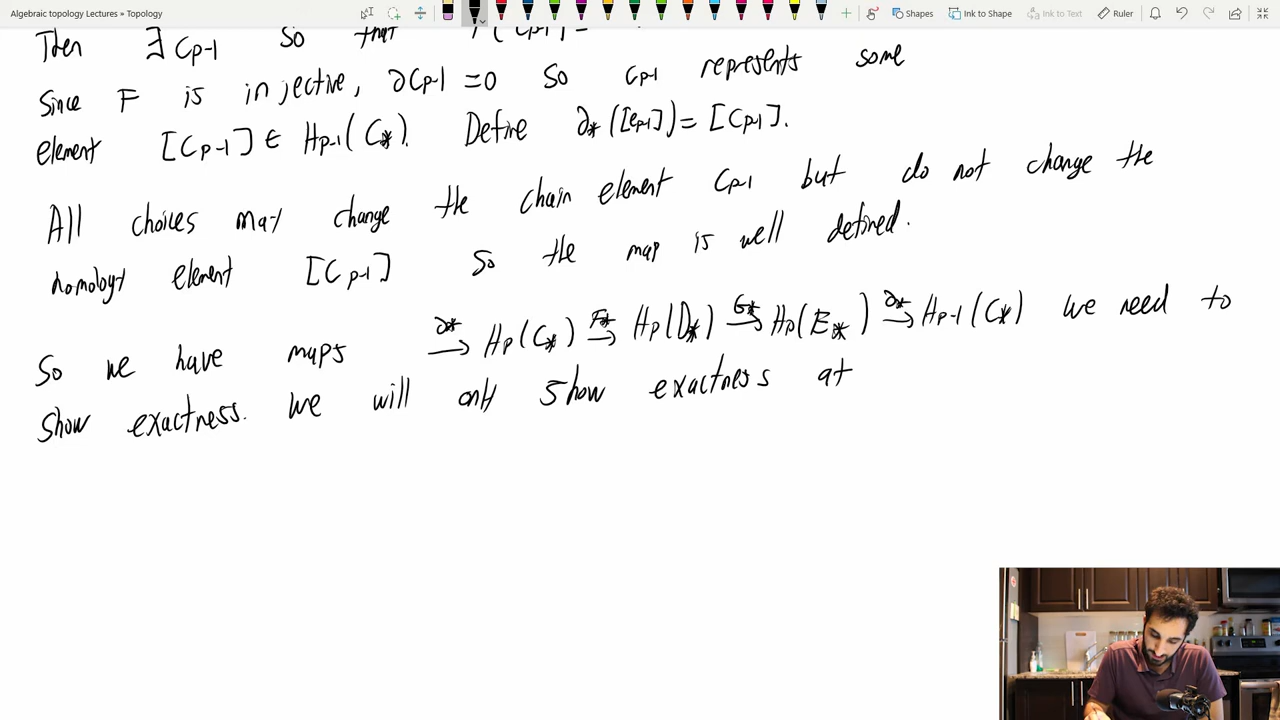 Algebraic topology Lectures » Topology
Shapes Ink to Shape Ink to Text Ruler
Then ∃ Cp-1 so that
Since F is injective, ∂Cp-1 = 0 so Cp-1 represents some
element [Cp-1] ∈ Hp-1(C*). Define ∂*([ep-1]) = [Cp-1].
All choices may change the chain element Cp-1 but do not change the
homology element [Cp-1] so the map is well defined.
So we have maps ∂*→ Hp(C*) F*→ Hp(D*) G*→ Hp(E*) ∂*→ Hp-1(C*) we need to
show exactness. We will only show exactness at